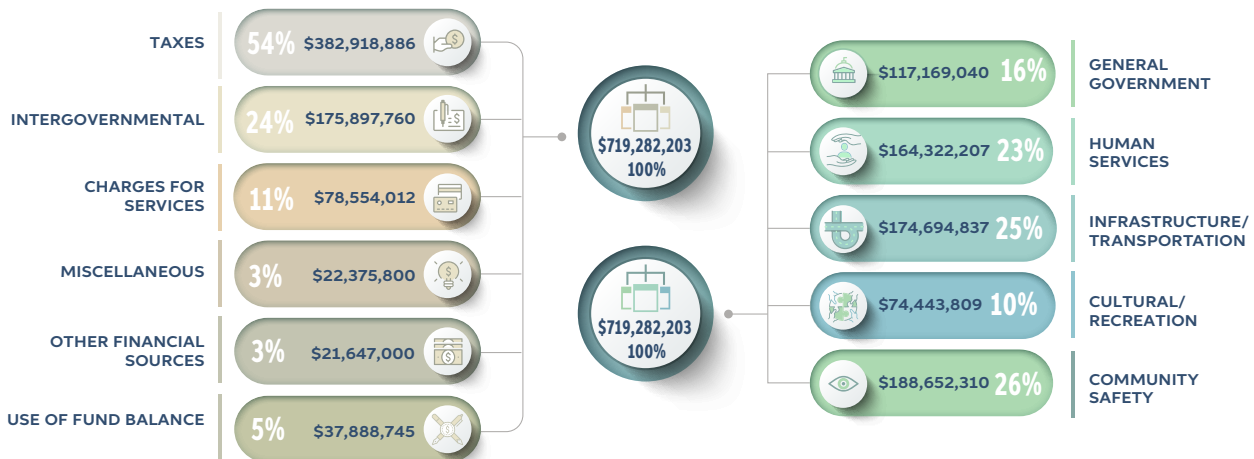 TAXES
54% $382,918,886
INTERGOVERNMENTAL
24% $175,897,760
CHARGES FOR
SERVICES
11% $78,554,012
MISCELLANEOUS
3% $22,375,800
OTHER FINANCIAL
SOURCES
3% $21,647,000
USE OF FUND BALANCE
5% $37,888,745
$719,282,203
100%
$719,282,203
100%
$117,169,040 16%
GENERAL
GOVERNMENT
$164,322,207 23%
HUMAN
SERVICES
$174,694,837 25%
INFRASTRUCTURE/
TRANSPORTATION
$74,443,809 10%
CULTURAL/
RECREATION
$188,652,310 26%
COMMUNITY
SAFETY